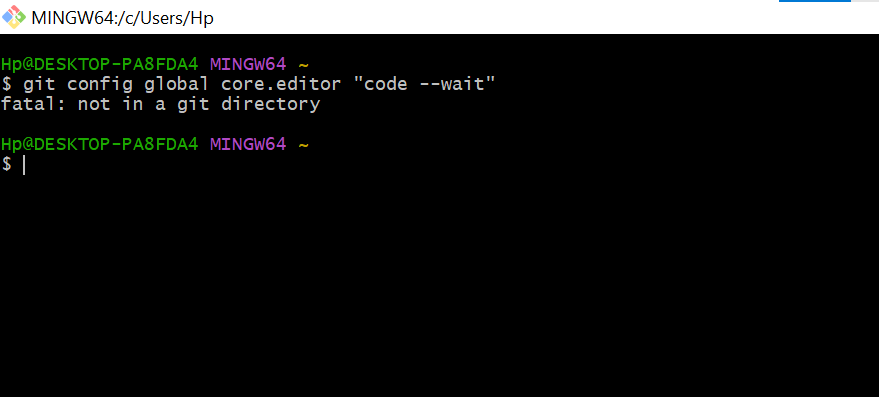 MINGW64:/c/Users/Hp
Hp@DESKTOP-PA8FDA4 MINGW64 ~
$ git config global core.editor "code --wait"
fatal: not in a git directory
Hp@DESKTOP-PA8FDA4 MINGW64 ~
$